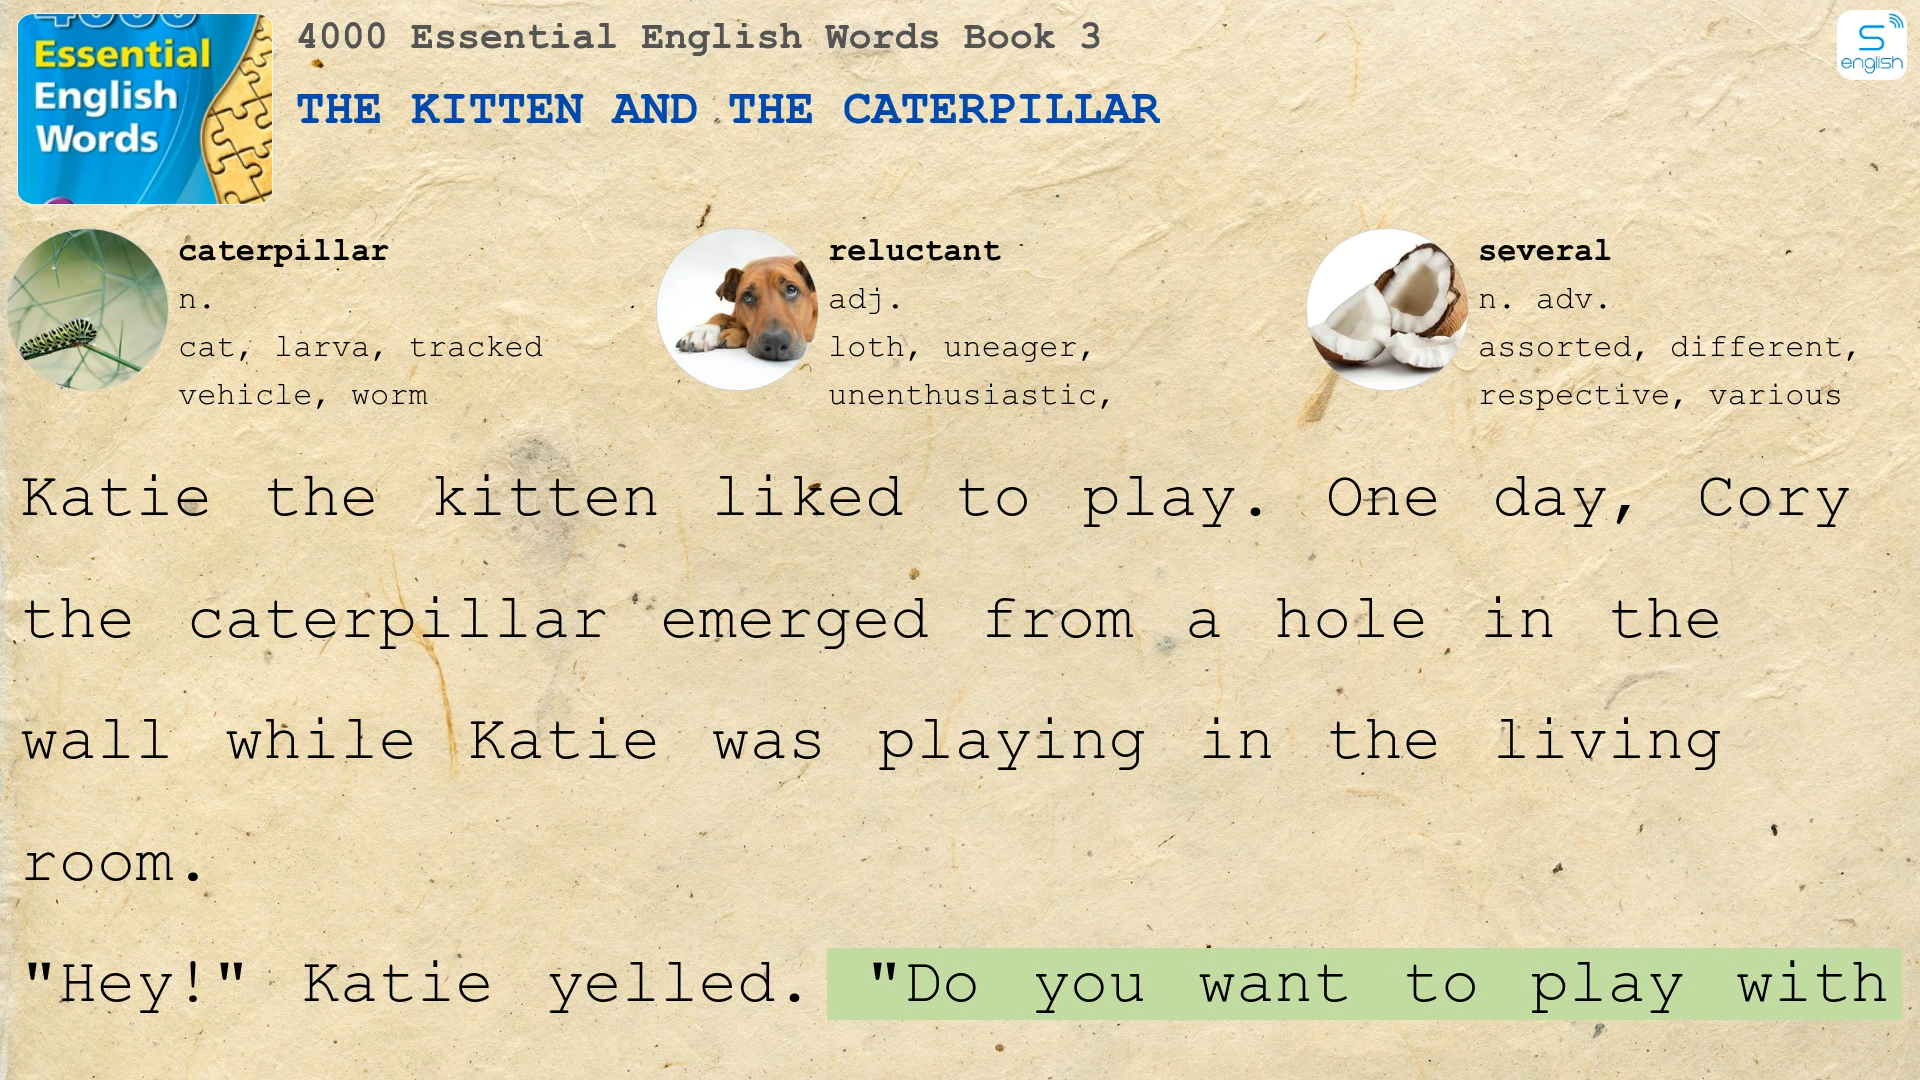 4000
Essential
English
Words
4000 Essential English Words Book 3
THE KITTEN AND THE CATERPILLAR
S
english
caterpillar
n.
cat, larva, tracked
vehicle, worm
reluctant
adj.
loth, uneager,
unenthusiastic,
several
n. adv.
assorted, different,
respective, various
Katie the kitten liked to play. One day, Cory
the caterpillar emerged from a hole in the
wall while Katie was playing in the living
room.
"Hey!" Katie yelled. "Do you want to play with